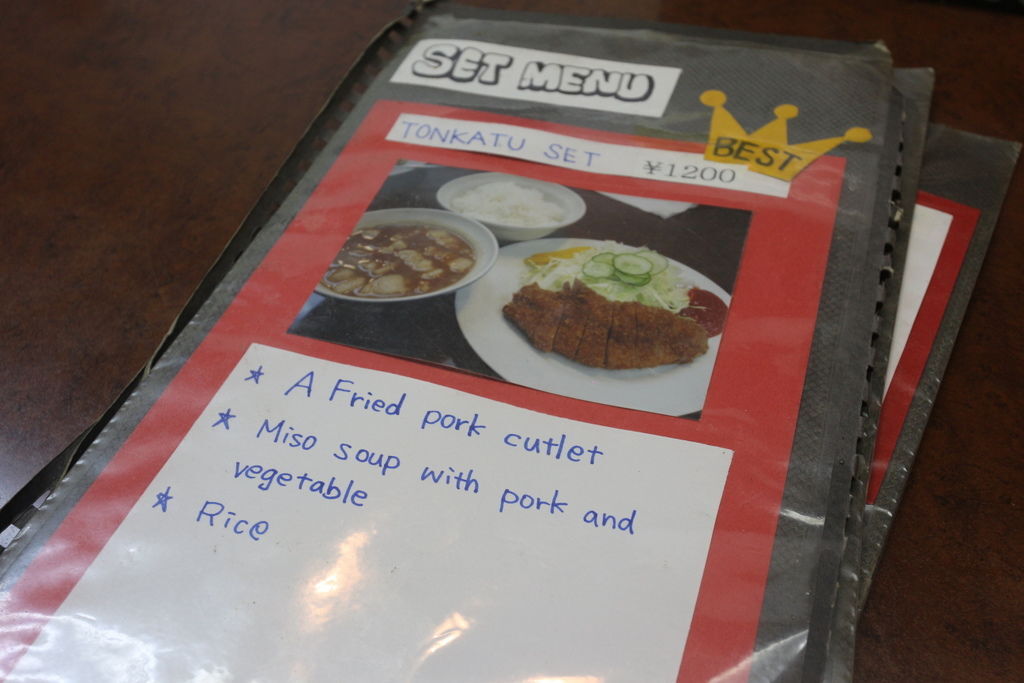 SET MENU
BEST
TONKATU SET ¥1200
★ A Fried pork cutlet
★ Miso soup with pork and
vegetable
★ Rice